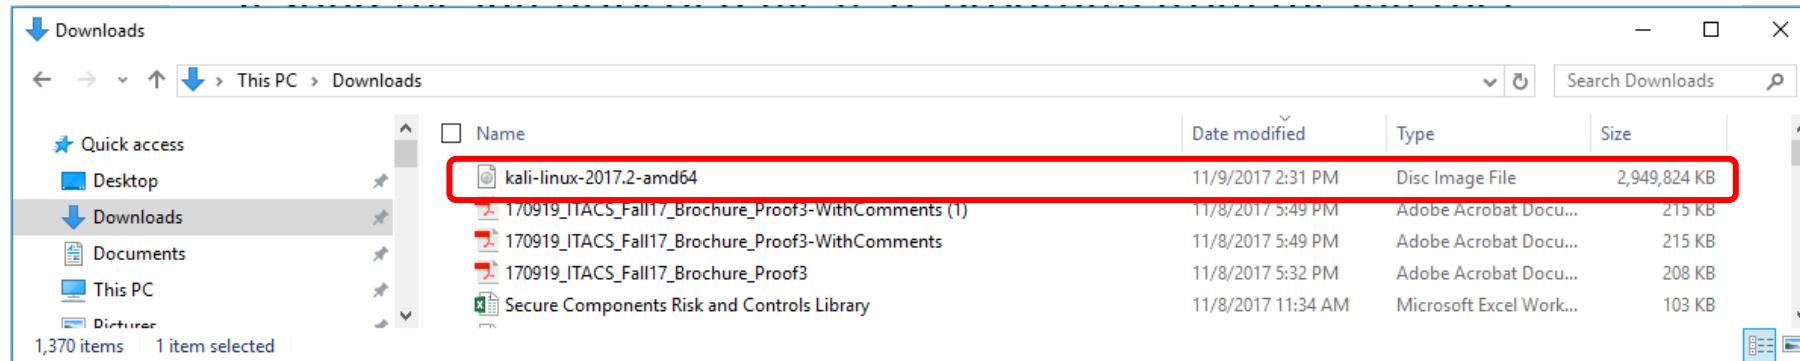 Downloads
This PC > Downloads
Search Downloads
Name Date modified Type Size
Quick access
Desktop
Downloads
Documents
This PC
Pictures
kali-linux-2017.2-amd64 11/9/2017 2:31 PM Disc Image File 2,949,824 KB
170919_ITACS_Fall17_Brochure_Proof3-WithComments (1) 11/8/2017 5:49 PM Adobe Acrobat Docu... 215 KB
170919_ITACS_Fall17_Brochure_Proof3-WithComments 11/8/2017 5:49 PM Adobe Acrobat Docu... 215 KB
170919_ITACS_Fall17_Brochure_Proof3 11/8/2017 5:32 PM Adobe Acrobat Docu... 208 KB
Secure Components Risk and Controls Library 11/8/2017 11:34 AM Microsoft Excel Work... 103 KB
1,370 items 1 item selected